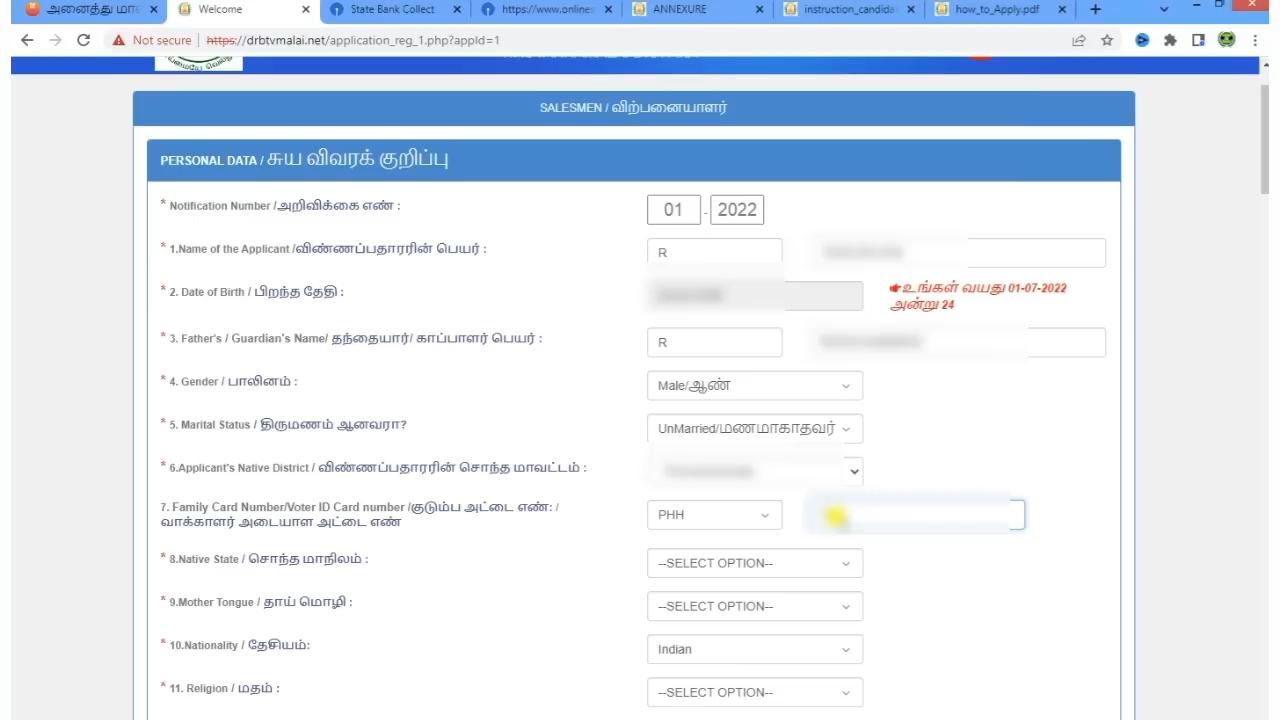 அனைத்து மா
Welcome
State Bank Collect
https://www.onlines
ANNEXURE
instruction_candida
how_to_Apply.pdf
Not secure
https://drbtvmalai.net/application_reg_1.php?appId=1
SALESMEN / விற்பனையாளர்
PERSONAL DATA / சுய விவரக் குறிப்பு
* Notification Number /அறிவிக்கை எண் :
01 - 2022
* 1.Name of the Applicant /விண்ணப்பதாரரின் பெயர் :
R
* 2. Date of Birth / பிறந்த தேதி :
உங்கள் வயது 01-07-2022
அன்று 24
* 3. Father's / Guardian's Name/ தந்தையார்/ காப்பாளர் பெயர் :
R
* 4. Gender / பாலினம் :
Male/ஆண்
* 5. Marital Status / திருமணம் ஆனவரா?
UnMarried/மணமாகாதவர்
* 6.Applicant's Native District / விண்ணப்பதாரரின் சொந்த மாவட்டம் :
7. Family Card Number/Voter ID Card number /குடும்ப அட்டை எண்: /
வாக்காளர் அடையாள அட்டை எண்
PHH
* 8.Native State / சொந்த மாநிலம் :
--SELECT OPTION--
* 9.Mother Tongue / தாய் மொழி :
--SELECT OPTION--
* 10.Nationality / தேசியம்:
Indian
* 11. Religion / மதம் :
--SELECT OPTION--